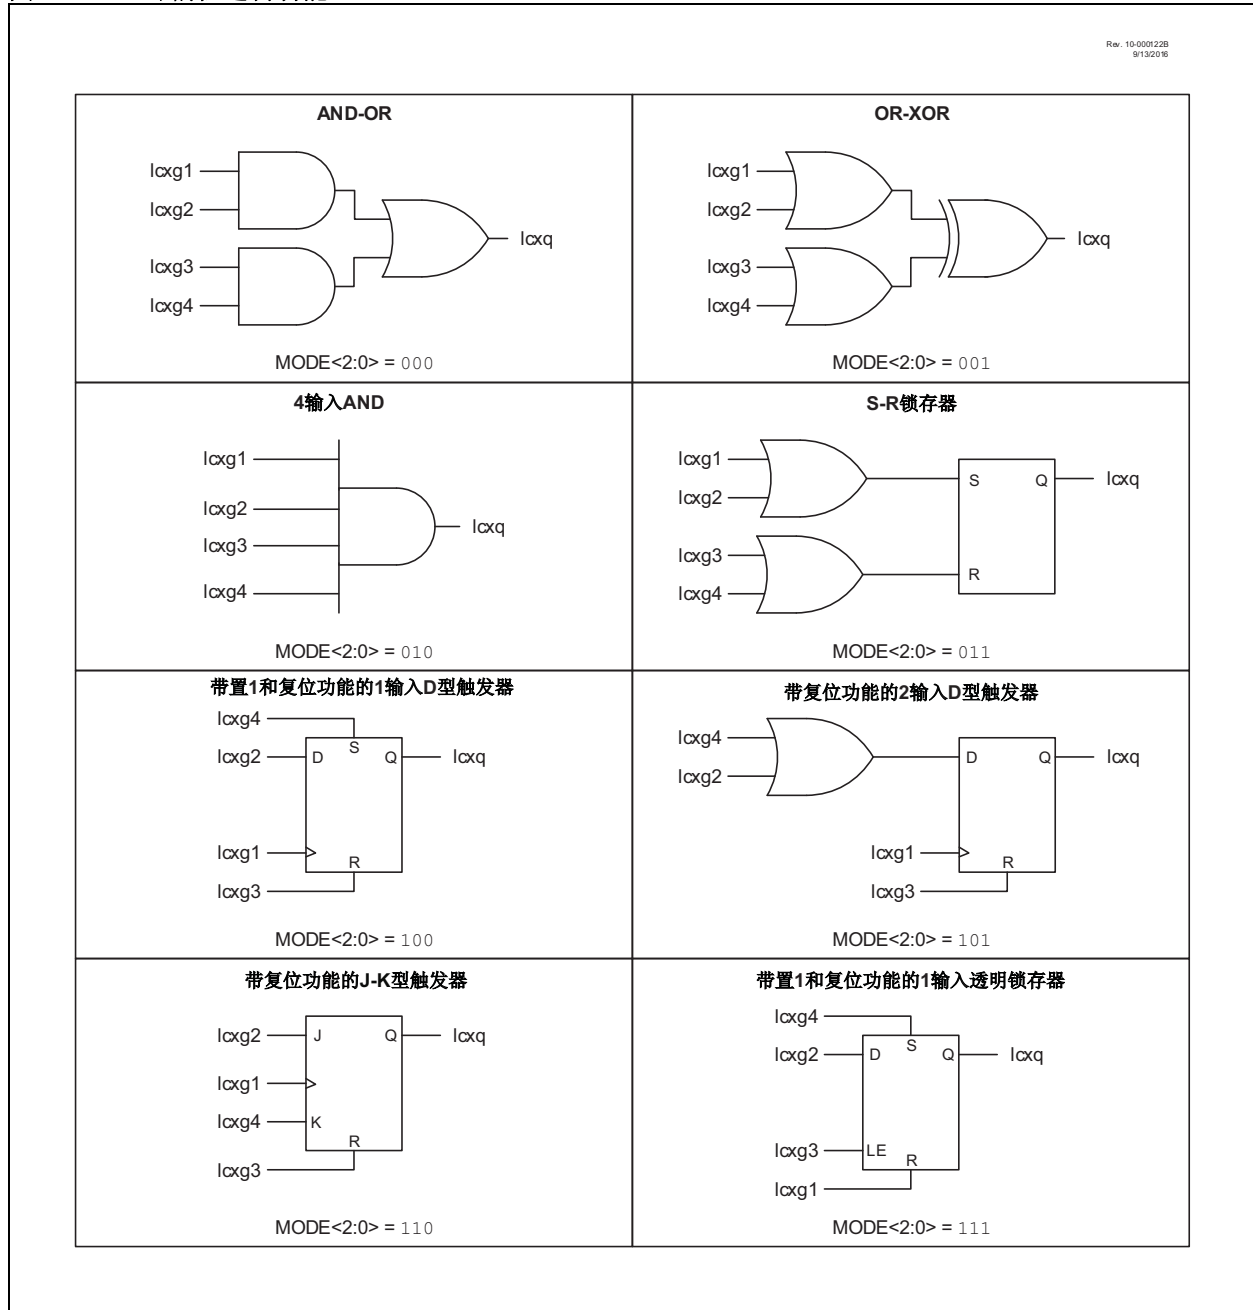 Rev. 10-000122B
9/13/2016
AND-OR
lcxg1
lcxg2
lcxg3
lcxg4
lcxq
MODE<2:0> = 000
OR-XOR
lcxg1
lcxg2
lcxg3
lcxg4
lcxq
MODE<2:0> = 001
4输入AND
lcxg1
lcxg2
lcxg3
lcxg4
lcxq
MODE<2:0> = 010
S-R锁存器
lcxg1
lcxg2
lcxg3
lcxg4
S
Q
R
lcxq
MODE<2:0> = 011
带置1和复位功能的1输入D型触发器
lcxg4
S
lcxg2
D
Q
lcxq
lcxg1
R
lcxg3
MODE<2:0> = 100
带复位功能的2输入D型触发器
lcxg4
lcxg2
D
Q
lcxq
lcxg1
R
lcxg3
MODE<2:0> = 101
带复位功能的J-K型触发器
lcxg2
J
Q
lcxq
lcxg1
lcxg4
K
R
lcxg3
MODE<2:0> = 110
带置1和复位功能的1输入透明锁存器
lcxg4
S
lcxg2
D
Q
lcxq
lcxg3
LE
R
lcxg1
MODE<2:0> = 111